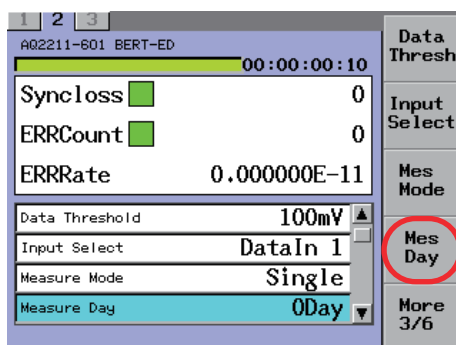 1 2 3
AQ2211-601 BERT-ED
00:00:00:10
Syncloss 0
ERRCount 0
ERRRate 0.000000E-11
Data Threshold 100mV
Input Select DataIn 1
Measure Mode Single
Measure Day 0Day
Data
Thresh
Input
Select
Mes
Mode
Mes
Day
More
3/6